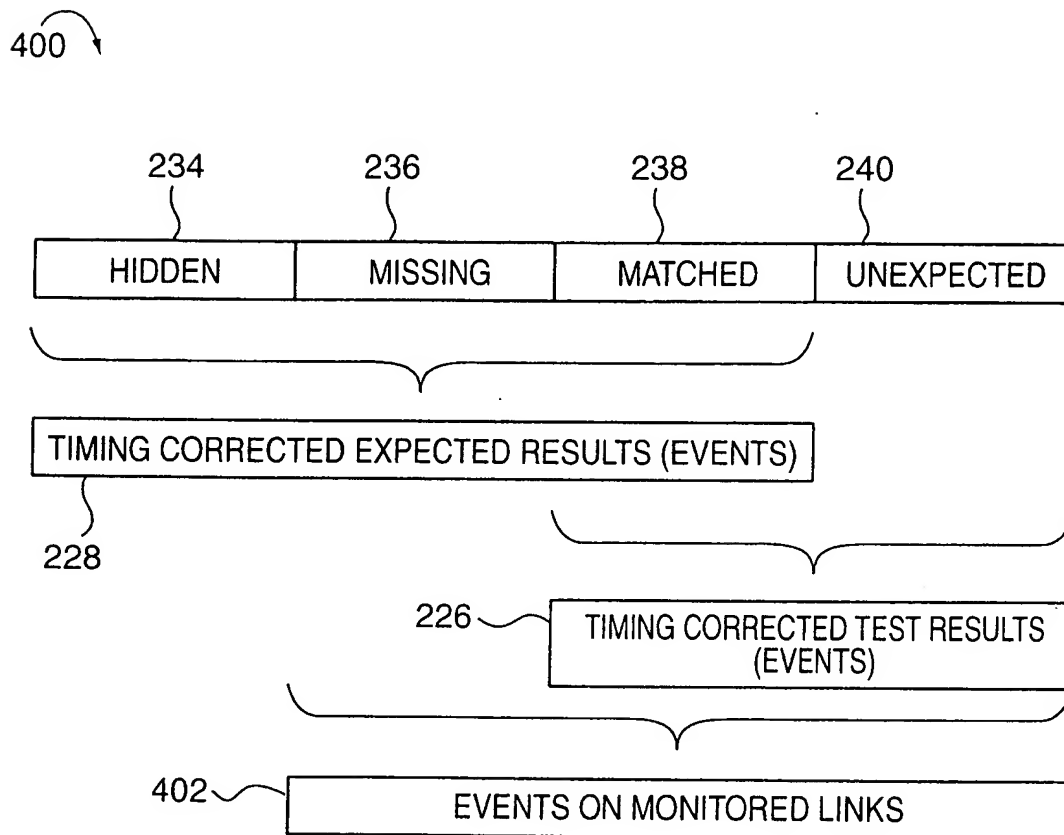 400
234 236 238 240
HIDDEN MISSING MATCHED UNEXPECTED
TIMING CORRECTED EXPECTED RESULTS (EVENTS)
228
226
TIMING CORRECTED TEST RESULTS
(EVENTS)
402
EVENTS ON MONITORED LINKS